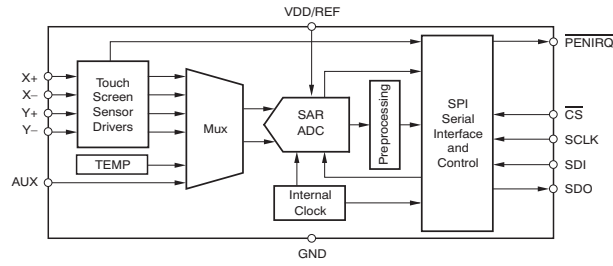 VDD/REF
PENIRQ
X+
X–
Y+
Y–
Touch
Screen
Sensor
Drivers
Mux
SAR
ADC
Preprocessing
SPI
Serial
Interface
and
Control
CS
SCLK
SDI
SDO
TEMP
AUX
Internal
Clock
GND